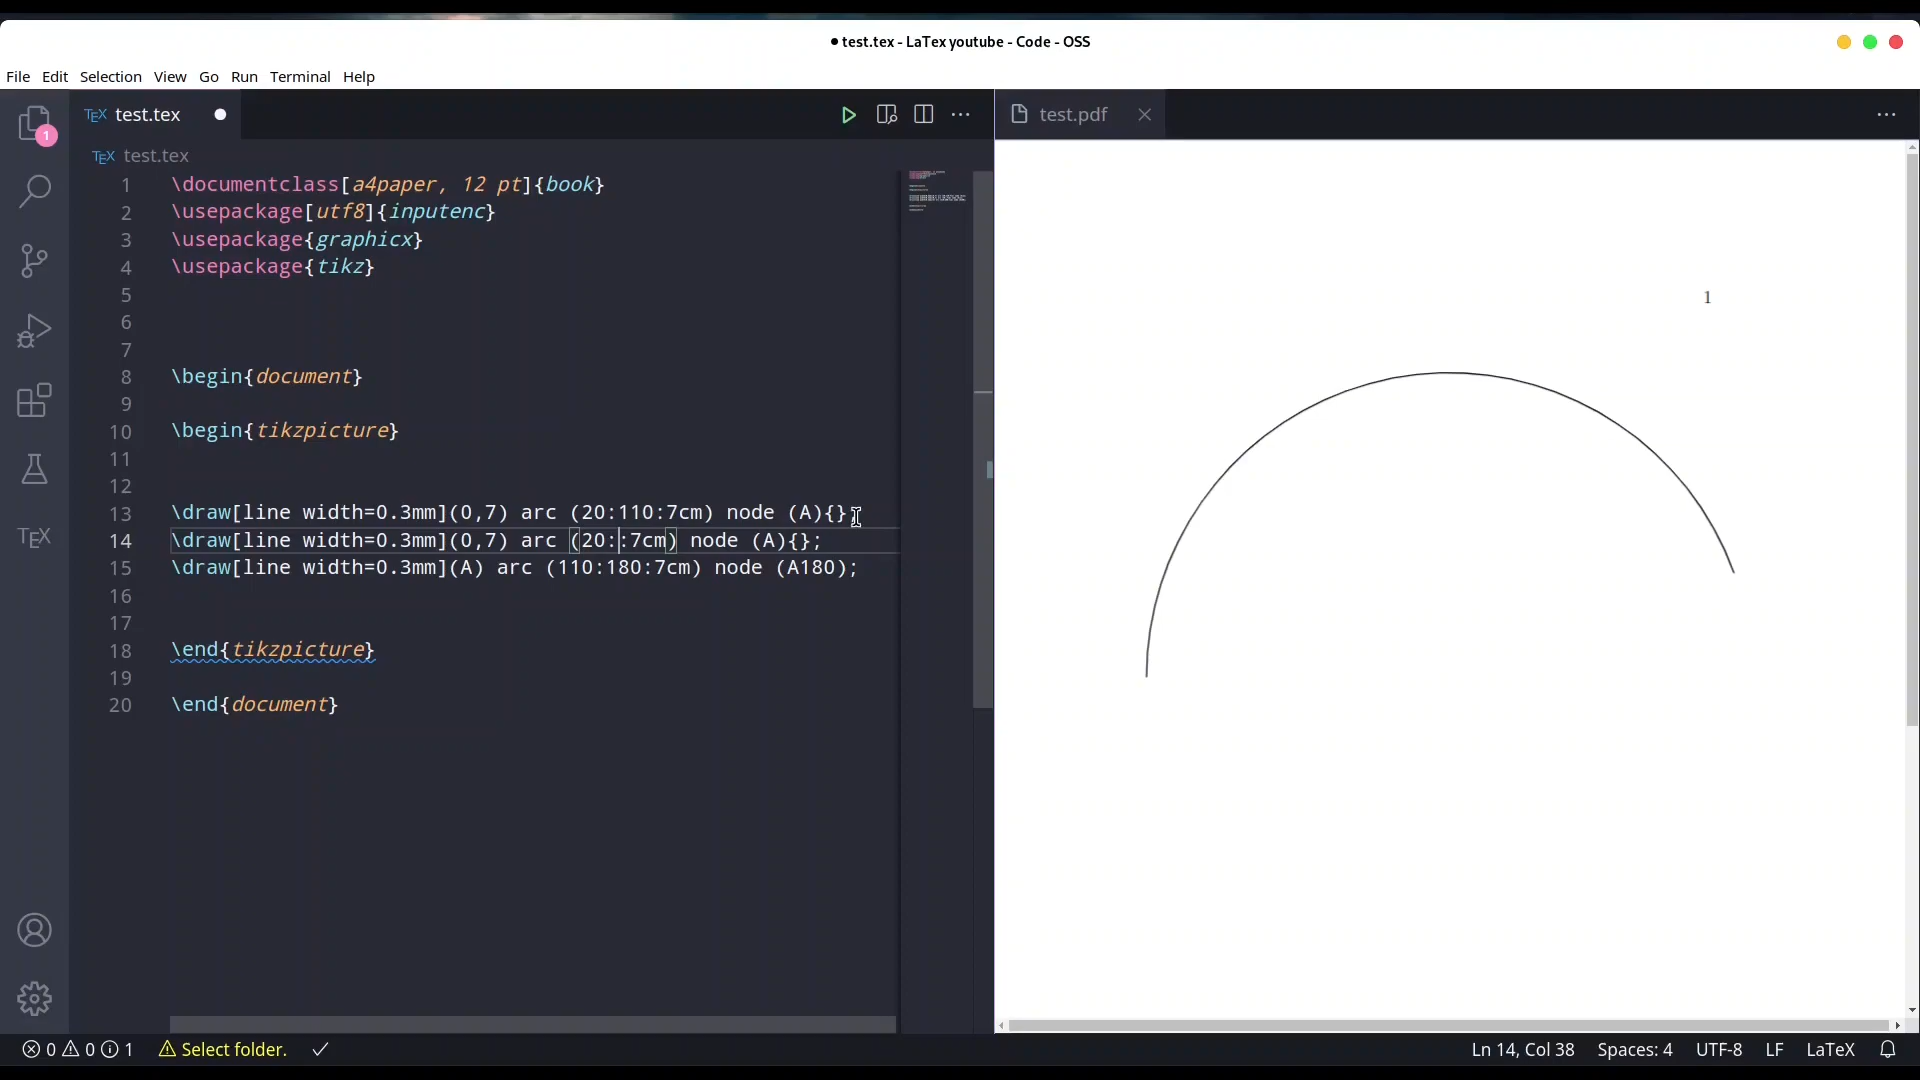 ● test.tex - LaTex youtube - Code - OSS
File Edit Selection View Go Run Terminal Help
1
TEX test.tex
test.pdf
TEX test.tex
1 \documentclass[a4paper, 12 pt]{book}
2 \usepackage[utf8]{inputenc}
3 \usepackage{graphicx}
4 \usepackage{tikz}
5
6
7
8 \begin{document}
9
10 \begin{tikzpicture}
11
12
13 \draw[line width=0.3mm](0,7) arc (20:110:7cm) node (A){};
14 \draw[line width=0.3mm](0,7) arc (20::7cm) node (A){};
15 \draw[line width=0.3mm](A) arc (110:180:7cm) node (A180);
16
17
18 \end{tikzpicture}
19
20 \end{document}
TEX
1
0 0 1 Select folder.
Ln 14, Col 38 Spaces: 4 UTF-8 LF LaTeX